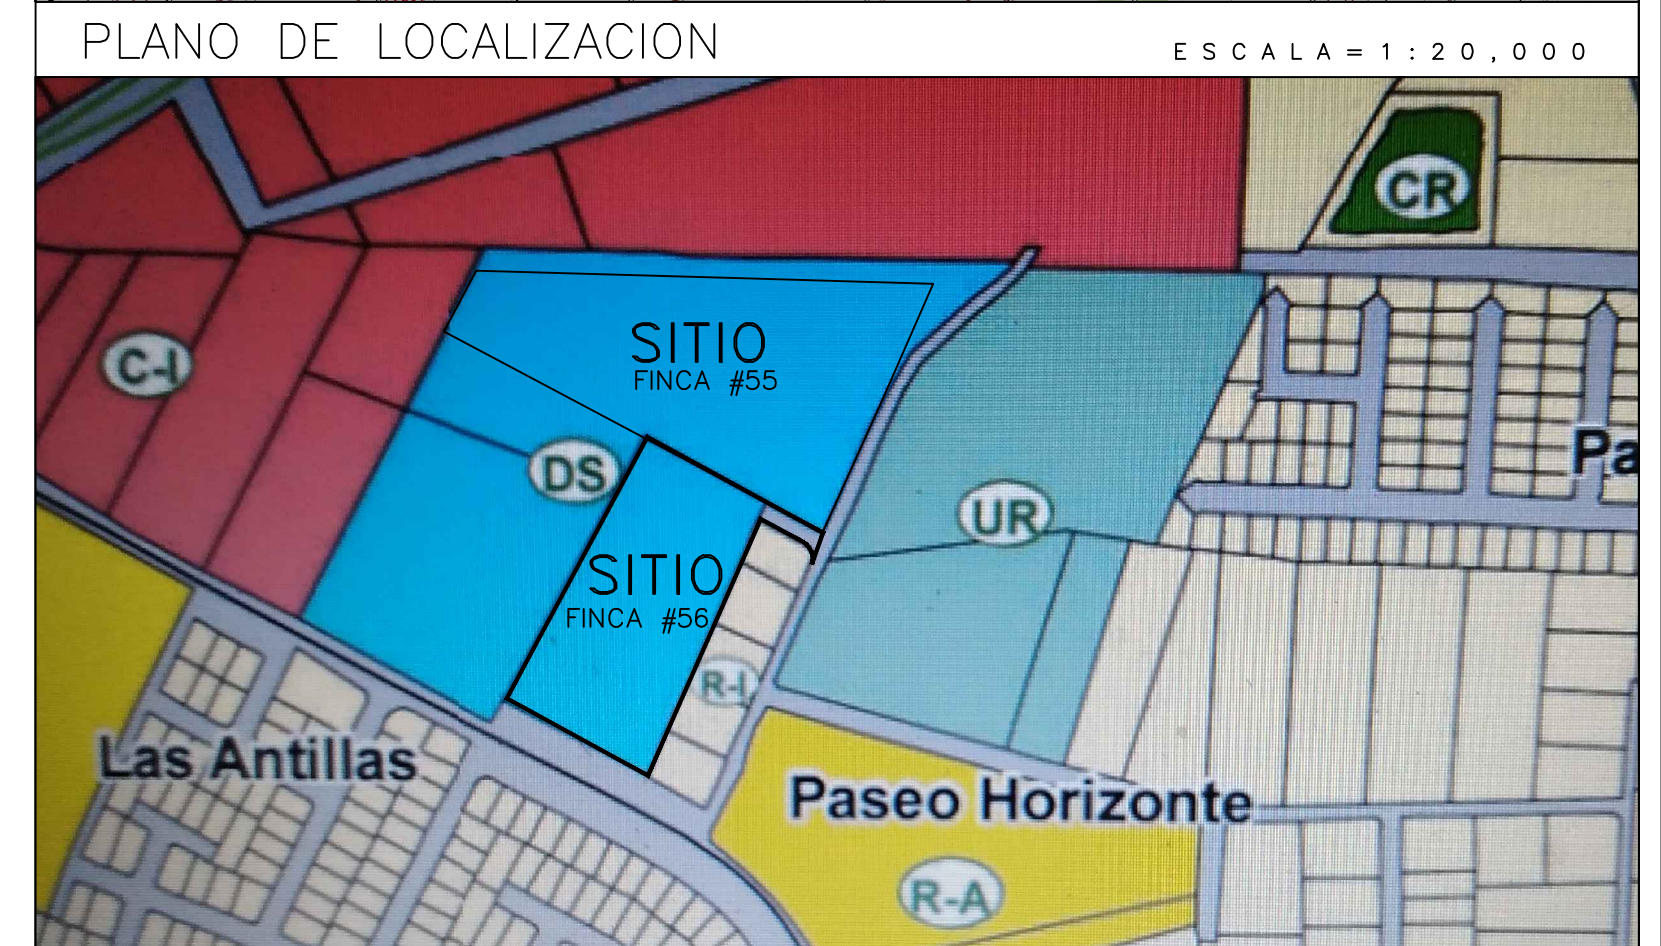 PLANO DE LOCALIZACION
ESCALA=1:20,000
CR
SITIO
FINCA #55
C-I
Pa
DS
UR
SITIO
FINCA #56
R-I
Las Antillas
Paseo Horizonte
R-A